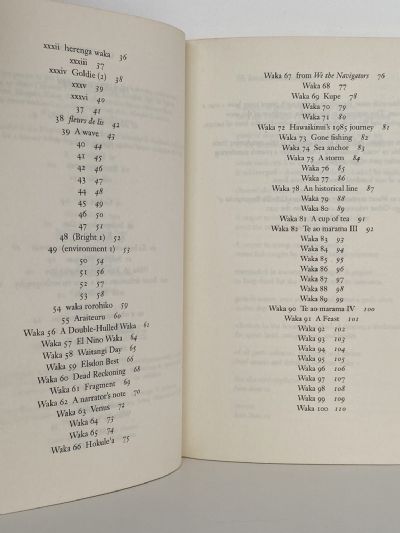 xxxii herenga waka 36
xxxiii 37
xxxiv Goldie (2) 38
xxxv 39
xxxvi 40
37 41
38 fleurs de lis 42
39 A wave 43
40 44
41 45
42 46
43 47
44 48
45 49
46 50
47 51
48 (Bright 1) 52
49 (environment 1) 53
50 54
51 56
52 57
53 58
54 waka rorohiko 59
55 Araiteuru 60
Waka 56 A Double-Hulled Waka
Waka 57 El Nino Waka 64
Waka 58 Waitangi Day 65
Waka 59 Elsdon Best 66
Waka 60 Dead Reckoning 68
Waka 61 Fragment 69
Waka 62 A narrator's note 70
Waka 63 Venus 72
Waka 64 73
Waka 65 74
Waka 66 Hokule'a 75
Waka 67 from We the Navigators 76
Waka 68 77
Waka 69 Kupe 78
Waka 70 79
Waka 71 80
Waka 72 Hawaikinui's 1985 journey 81
Waka 73 Gone fishing 82
Waka 74 Sea anchor 83
Waka 75 A storm 84
Waka 76 85
Waka 77 86
Waka 78 An historical line 87
Waka 79 88
Waka 80 89
Waka 81 A cup of tea 91
Waka 82 Te ao marama III 92
Waka 83 93
Waka 84 94
Waka 85 95
Waka 86 96
Waka 87 97
Waka 88 98
Waka 89 99
Waka 90 Te ao marama IV 100
Waka 91 A Feast 101
Waka 92 102
Waka 93 103
Waka 94 104
Waka 95 105
Waka 96 106
Waka 97 107
Waka 98 108
Waka 99 109
Waka 100 110